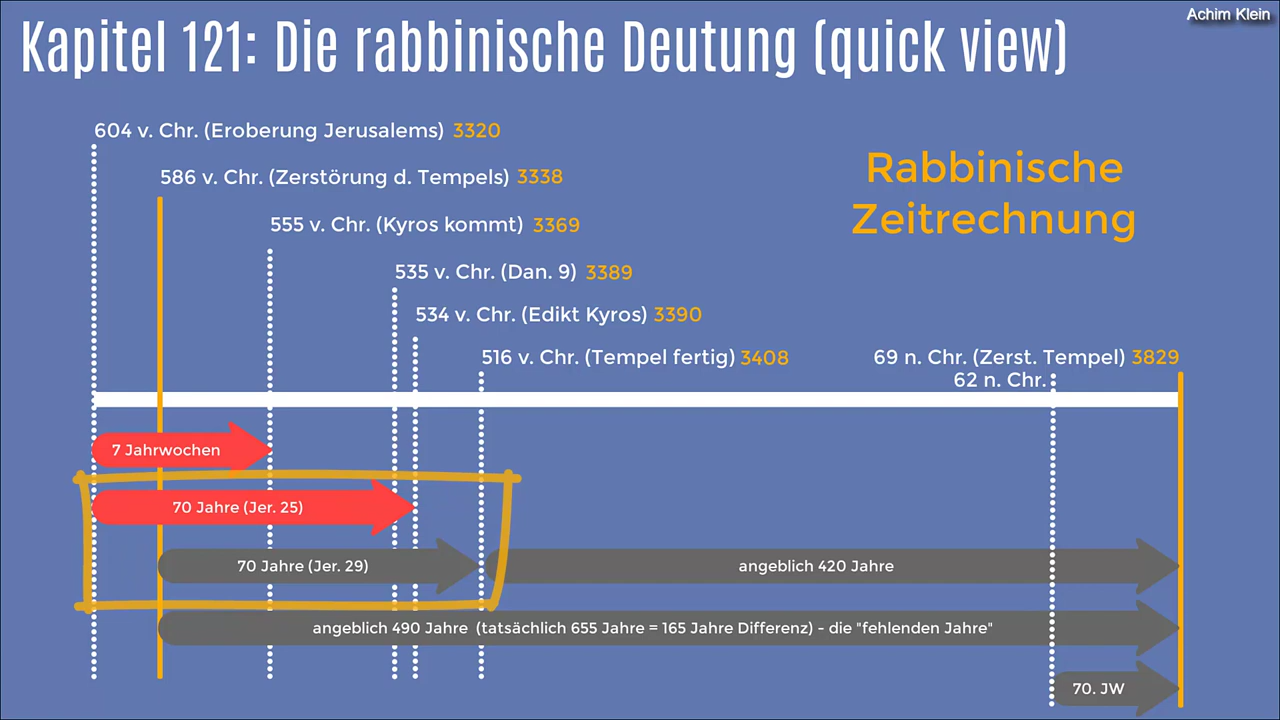 Achim Klein
Kapitel 121: Die rabbinische Deutung (quick view)
604 v. Chr. (Eroberung Jerusalems) 3320
586 v. Chr. (Zerstörung d. Tempels) 3338
555 v. Chr. (Kyros kommt) 3369
535 v. Chr. (Dan. 9) 3389
534 v. Chr. (Edikt Kyros) 3390
516 v. Chr. (Tempel fertig) 3408
Rabbinische
Zeitrechnung
69 n. Chr. (Zerst. Tempel) 3829
62 n. Chr.
7 Jahrwochen
70 Jahre (Jer. 25)
70 Jahre (Jer. 29)
angeblich 420 Jahre
angeblich 490 Jahre (tatsächlich 655 Jahre = 165 Jahre Differenz) - die "fehlenden Jahre"
70. JW